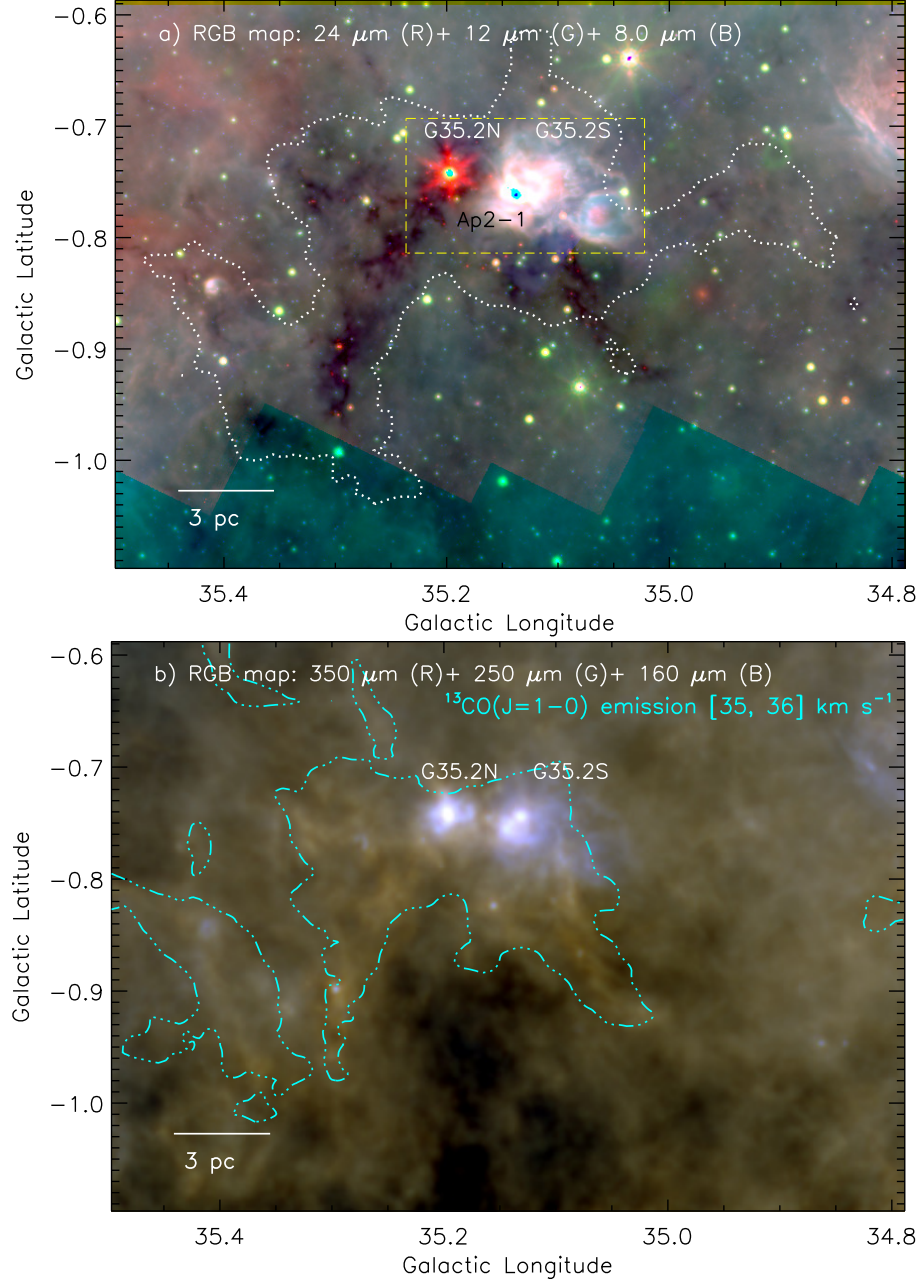 a) RGB map: 24 μm (R)+ 12 μm (G)+ 8.0 μm (B)
−0.6
−0.7
G35.2N G35.2S
Ap2−1
−0.8
−0.9
−1.0
3 pc
Galactic Latitude
35.4 35.2 35.0 34.8
Galactic Longitude
−0.6
b) RGB map: 350 μm (R)+ 250 μm (G)+ 160 μm (B)
¹³CO(J=1−0) emission [35, 36] km s⁻¹
−0.7
G35.2N G35.2S
−0.8
−0.9
−1.0
3 pc
Galactic Latitude
35.4 35.2 35.0 34.8
Galactic Longitude